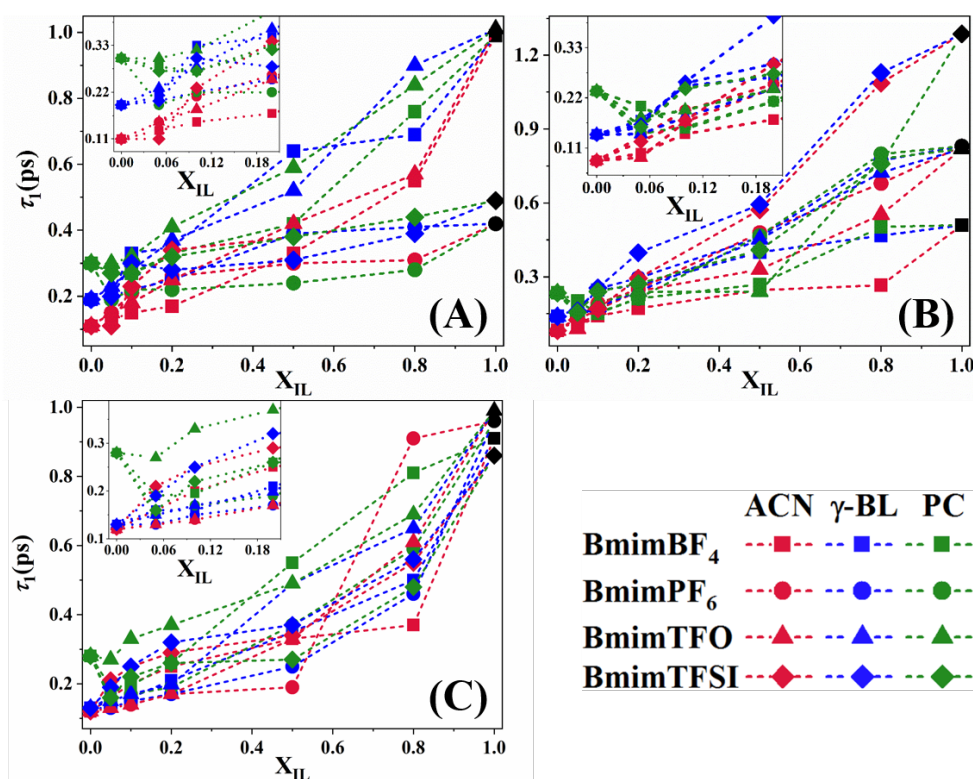 1.0
0.8
0.6
0.4
0.2
τ1(ps)
0.33
0.22
0.11
0.00 0.06 0.12 0.18
XIL
(A)
0.0 0.2 0.4 0.6 0.8 1.0
XIL
1.2
0.9
0.6
0.3
0.33
0.22
0.11
0.00 0.06 0.12 0.18
XIL
(B)
0.0 0.2 0.4 0.6 0.8 1.0
XIL
1.0
0.8
0.6
0.4
0.2
τ1(ps)
0.3
0.2
0.1
0.00 0.06 0.12 0.18
XIL
(C)
0.0 0.2 0.4 0.6 0.8 1.0
XIL
ACN γ-BL PC
BmimBF4
BmimPF6
BmimTFO
BmimTFSI